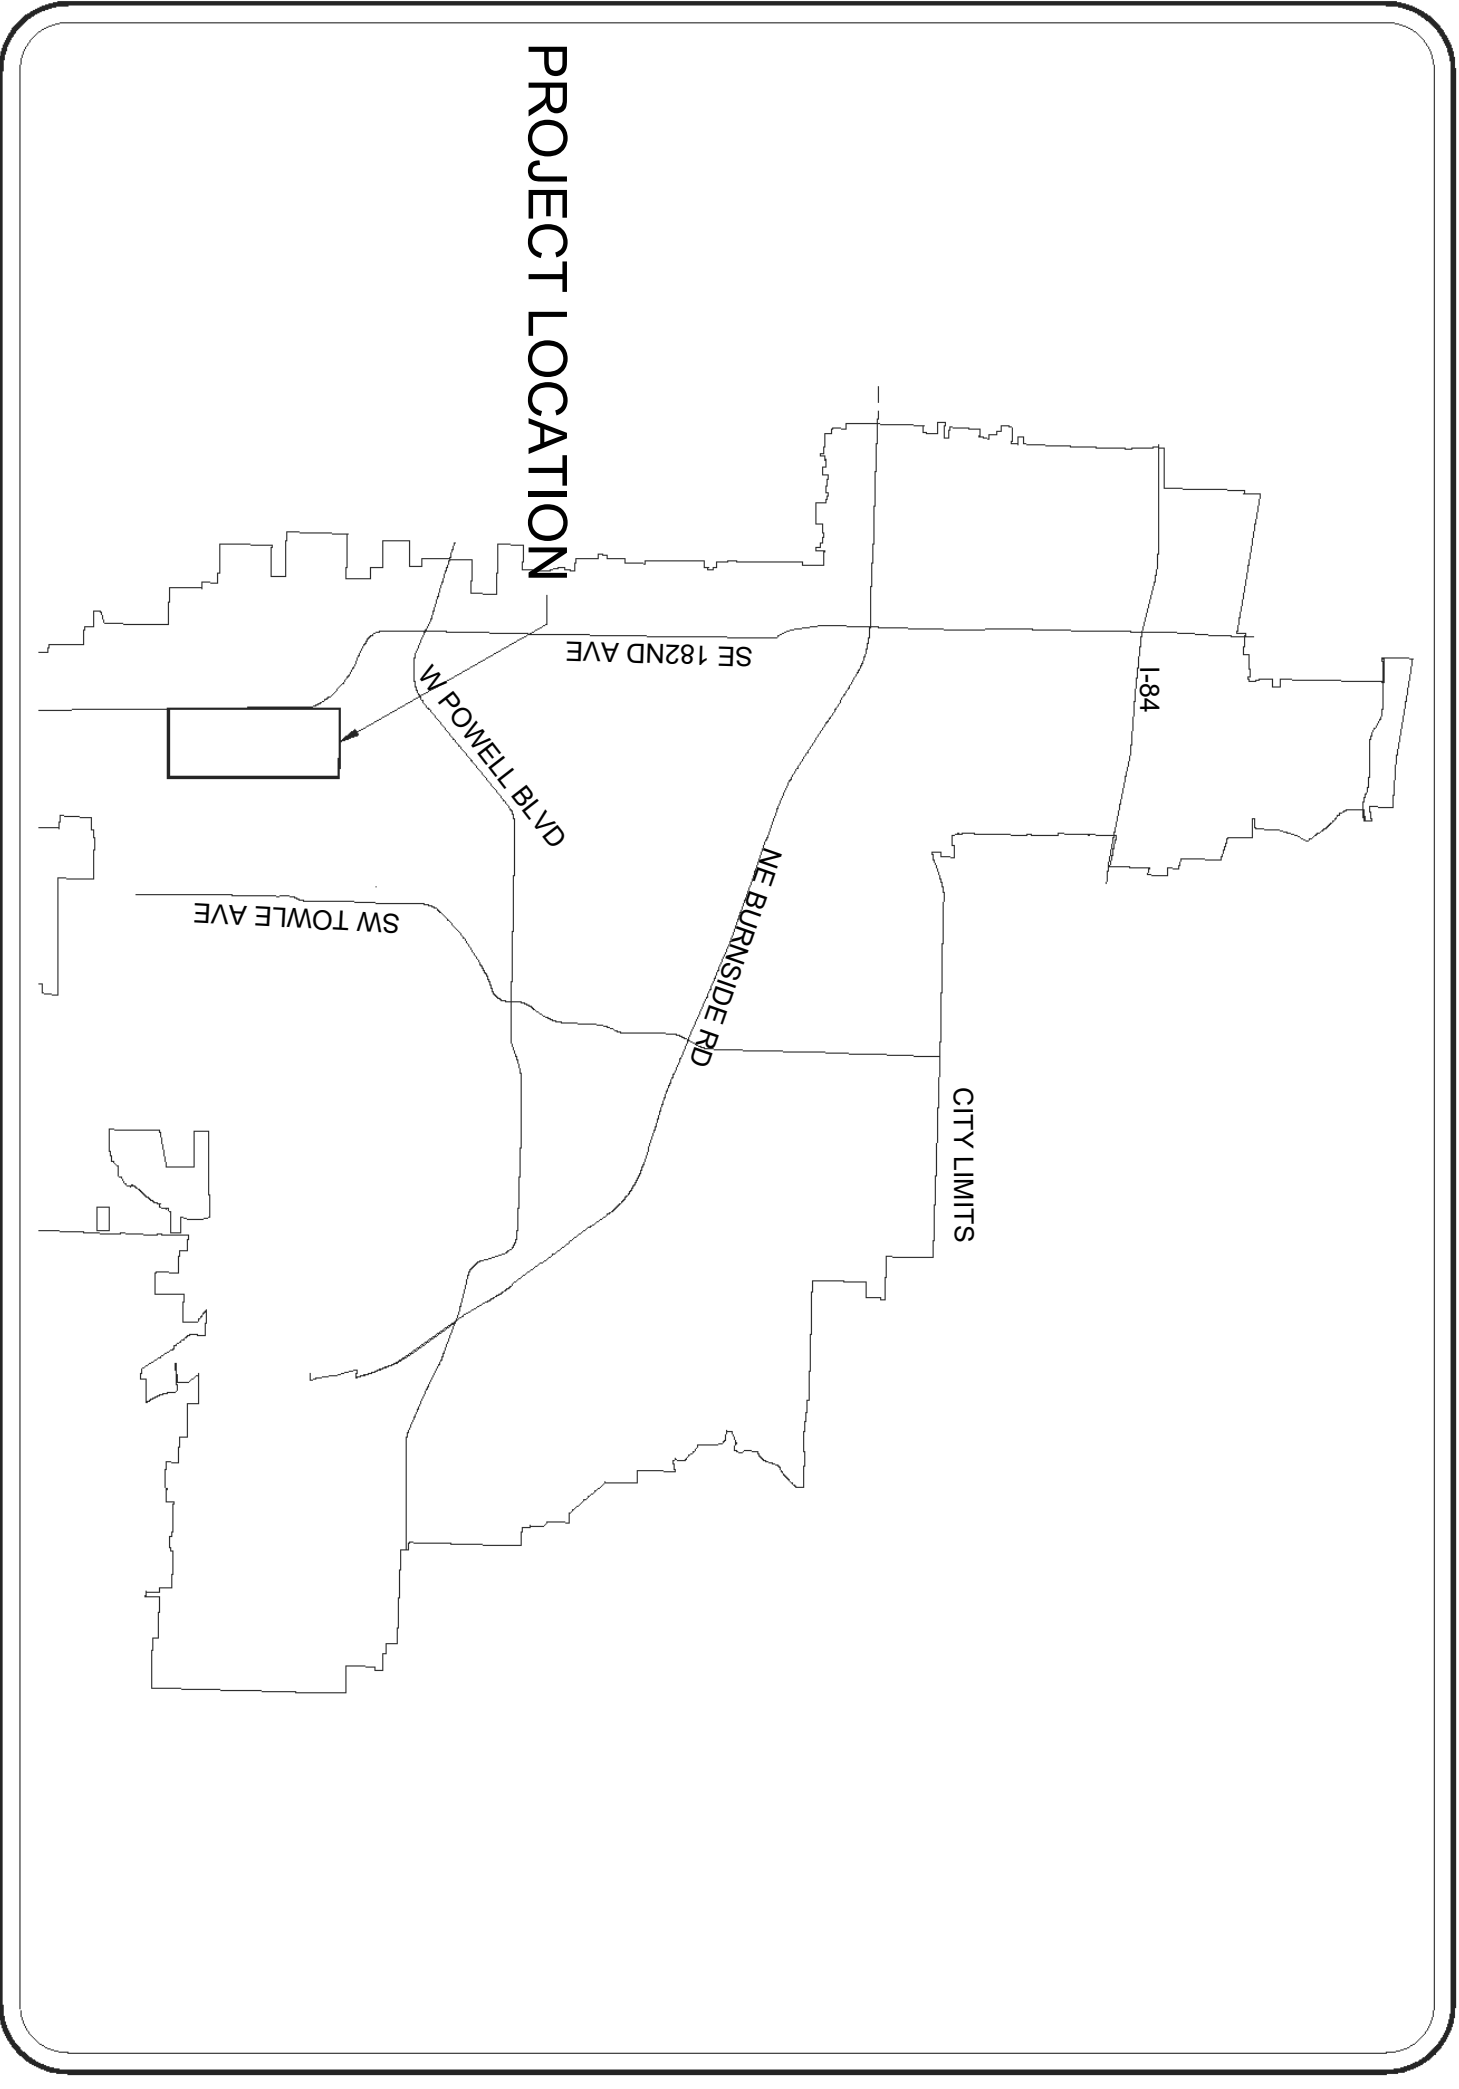 PROJECT LOCATION
I-84
SE 182ND AVE
W POWELL BLVD
NE BURNSIDE RD
SW TOWLE AVE
CITY LIMITS